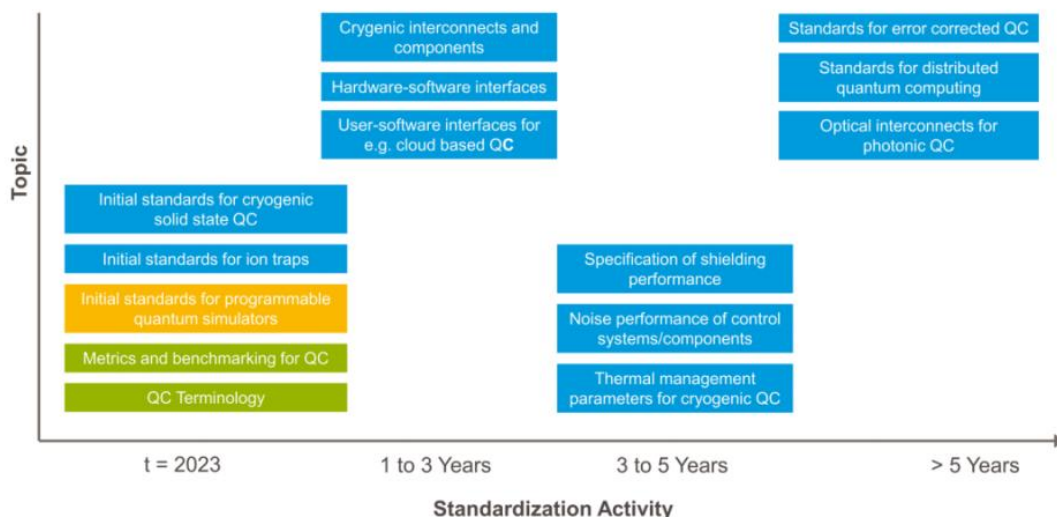 Topic
Initial standards for cryogenic
solid state QC
Initial standards for ion traps
Initial standards for programmable
quantum simulators
Metrics and benchmarking for QC
QC Terminology
Crygenic interconnects and
components
Hardware-software interfaces
User-software interfaces for
e.g. cloud based QC
Specification of shielding
performance
Noise performance of control
systems/components
Thermal management
parameters for cryogenic QC
Standards for error corrected QC
Standards for distributed
quantum computing
Optical interconnects for
photonic QC
t = 2023
1 to 3 Years
3 to 5 Years
> 5 Years
Standardization Activity